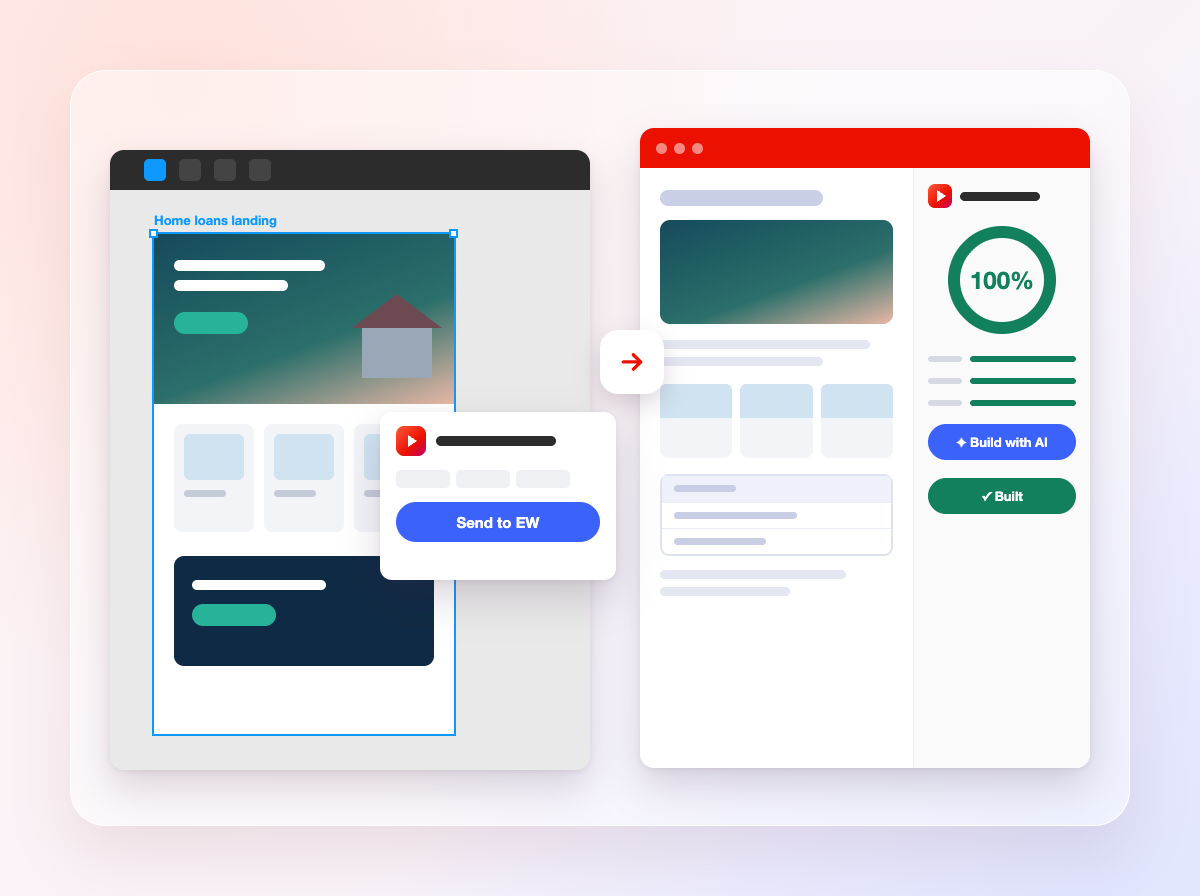 Home loans landing
Send to EW
100%
✦ Build with AI
✓ Built